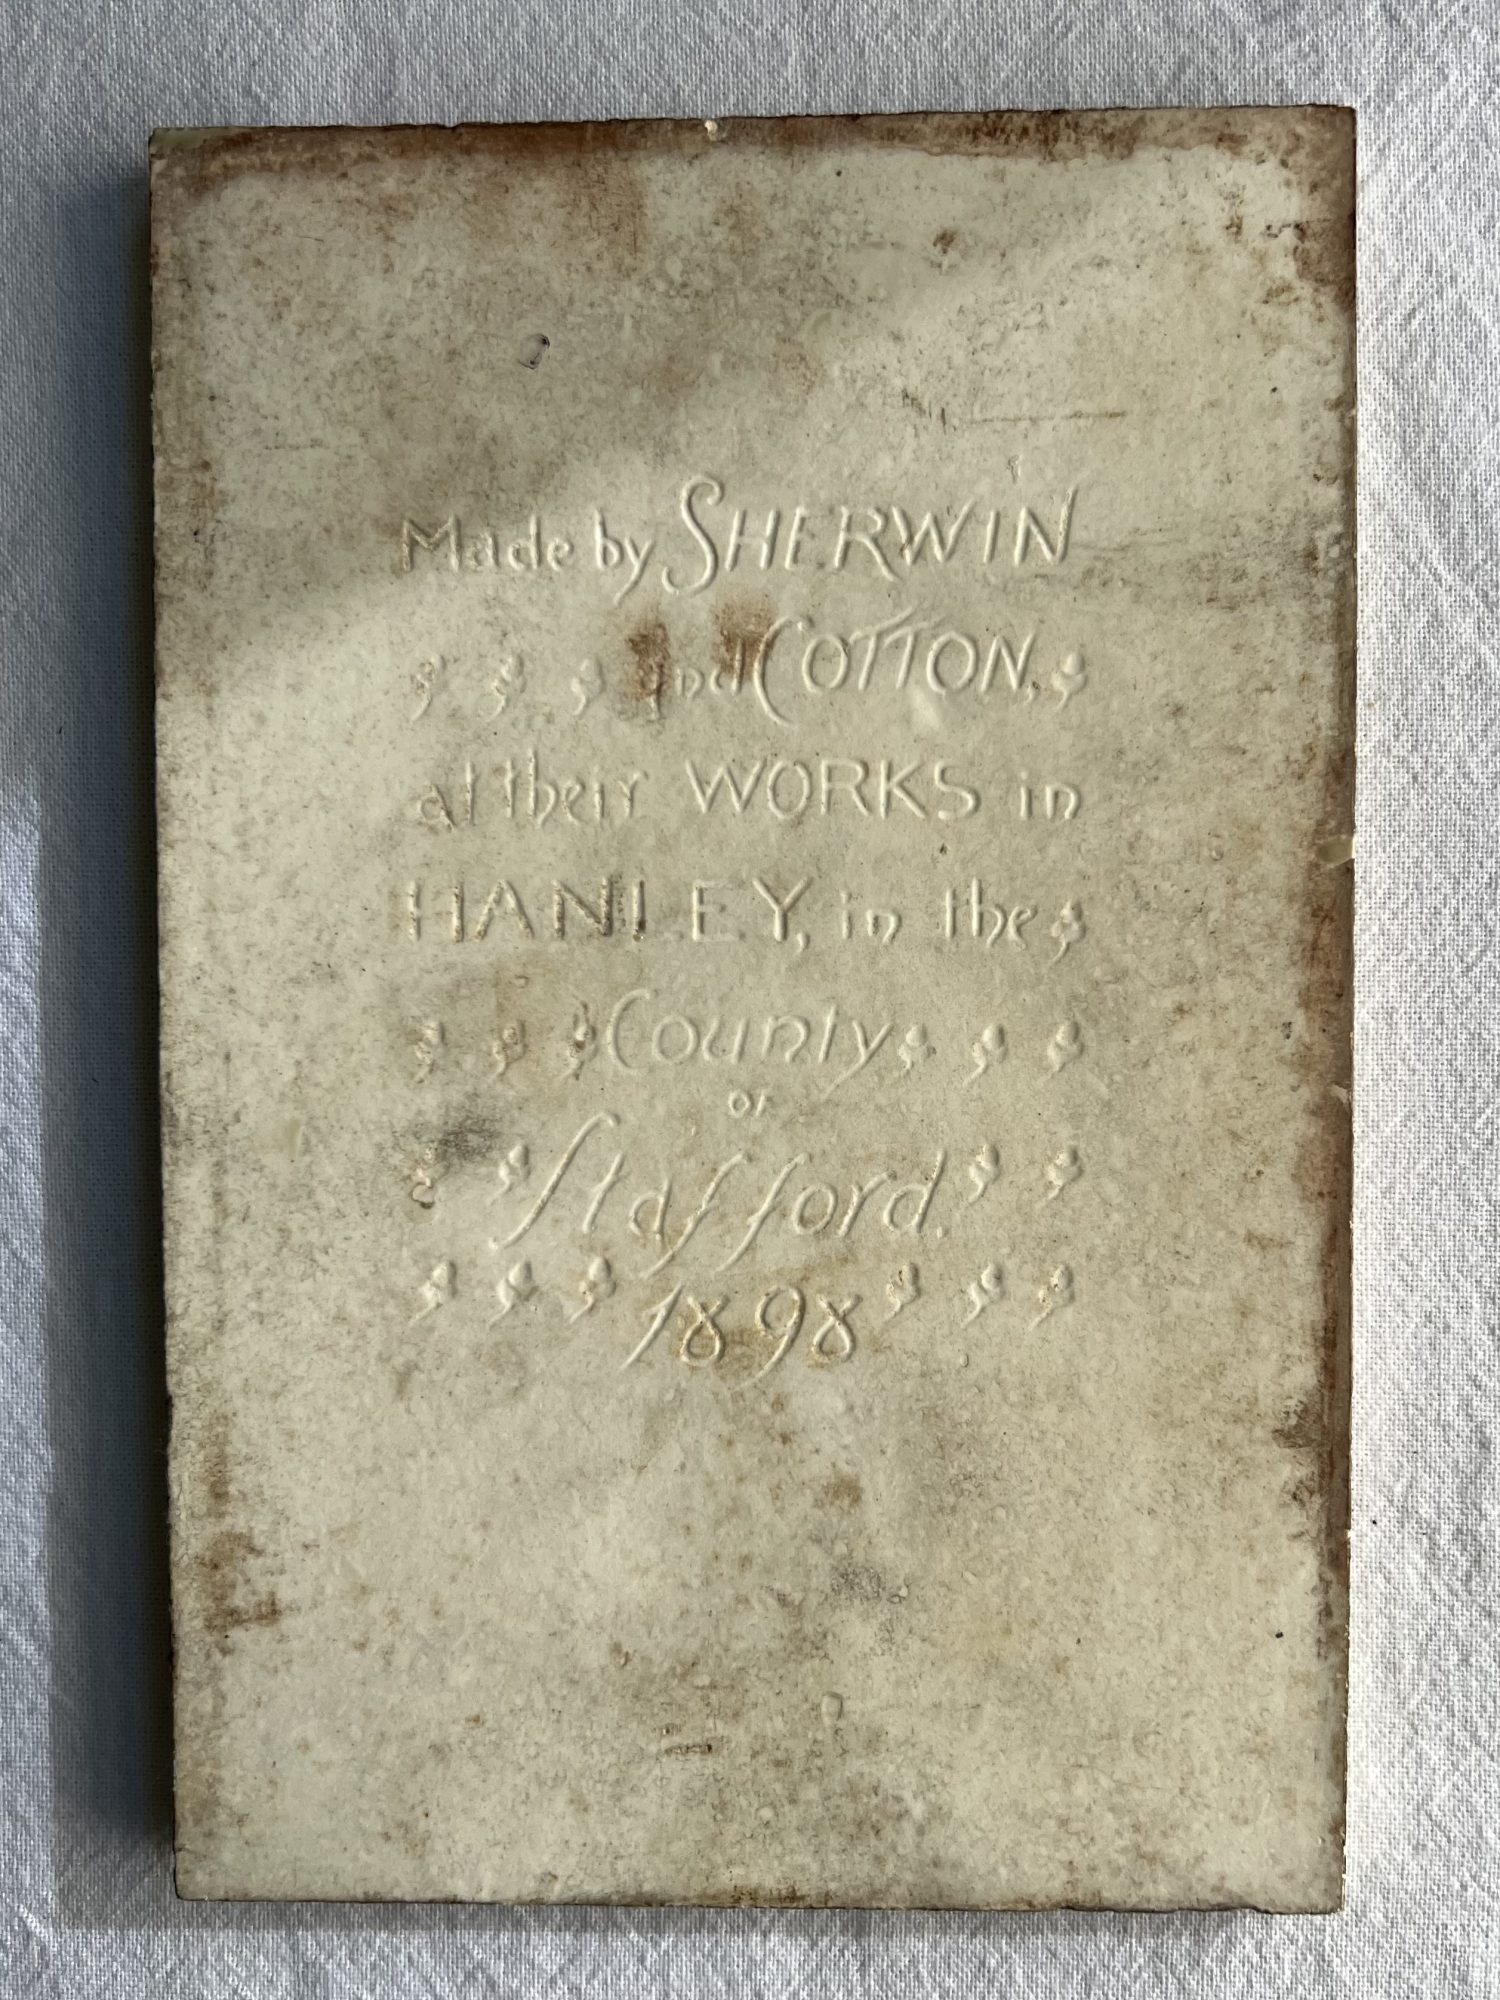 Made by SHERWIN
and COTTON,
at their WORKS in
HANLEY, in the
County
OF
Stafford.
1898